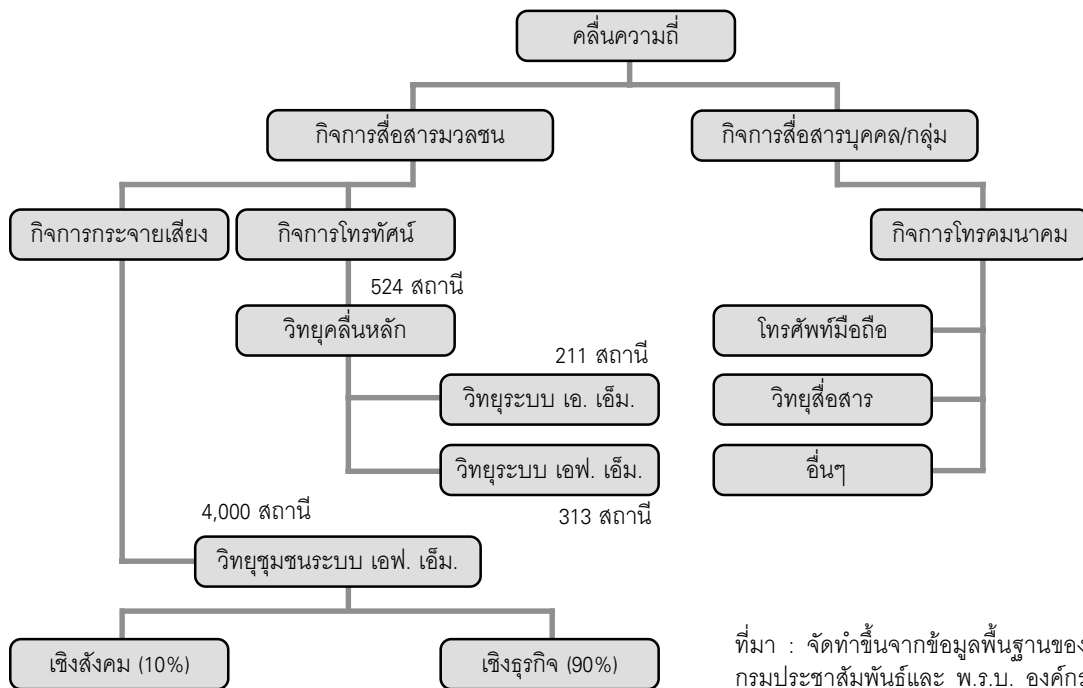 คลื่นความถี่
กิจการสื่อสารมวลชน
กิจการสื่อสารบุคคล/กลุ่ม
กิจการกระจายเสียง
กิจการโทรทัศน์
กิจการโทรคมนาคม
524 สถานี
วิทยุคลื่นหลัก
โทรศัพท์มือถือ
211 สถานี
วิทยุระบบ เอ. เอ็ม.
วิทยุสื่อสาร
วิทยุระบบ เอฟ. เอ็ม.
อื่นๆ
4,000 สถานี
313 สถานี
วิทยุชุมชนระบบ เอฟ. เอ็ม.
เชิงสังคม (10%)
เชิงธุรกิจ (90%)
ที่มา : จัดทำขึ้นจากข้อมูลพื้นฐานของ
กรมประชาสัมพันธ์และ พ.ร.บ. องค์กร